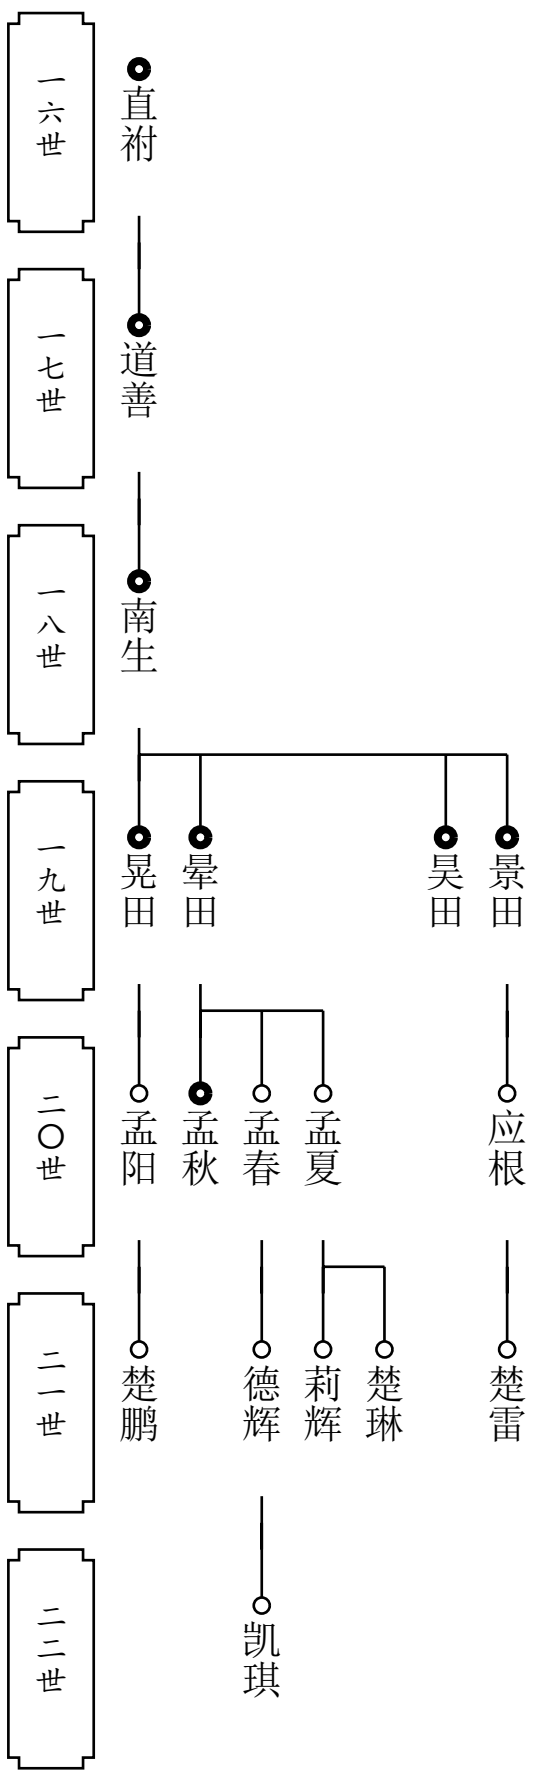 一六世
直祔
一七世
道善
一八世
南生
一九世
晃田
晕田
昊田
景田
二〇世
孟阳
孟秋
孟春
孟夏
应根
二一世
楚鹏
德辉
莉辉
楚琳
楚雷
二二世
凯琪